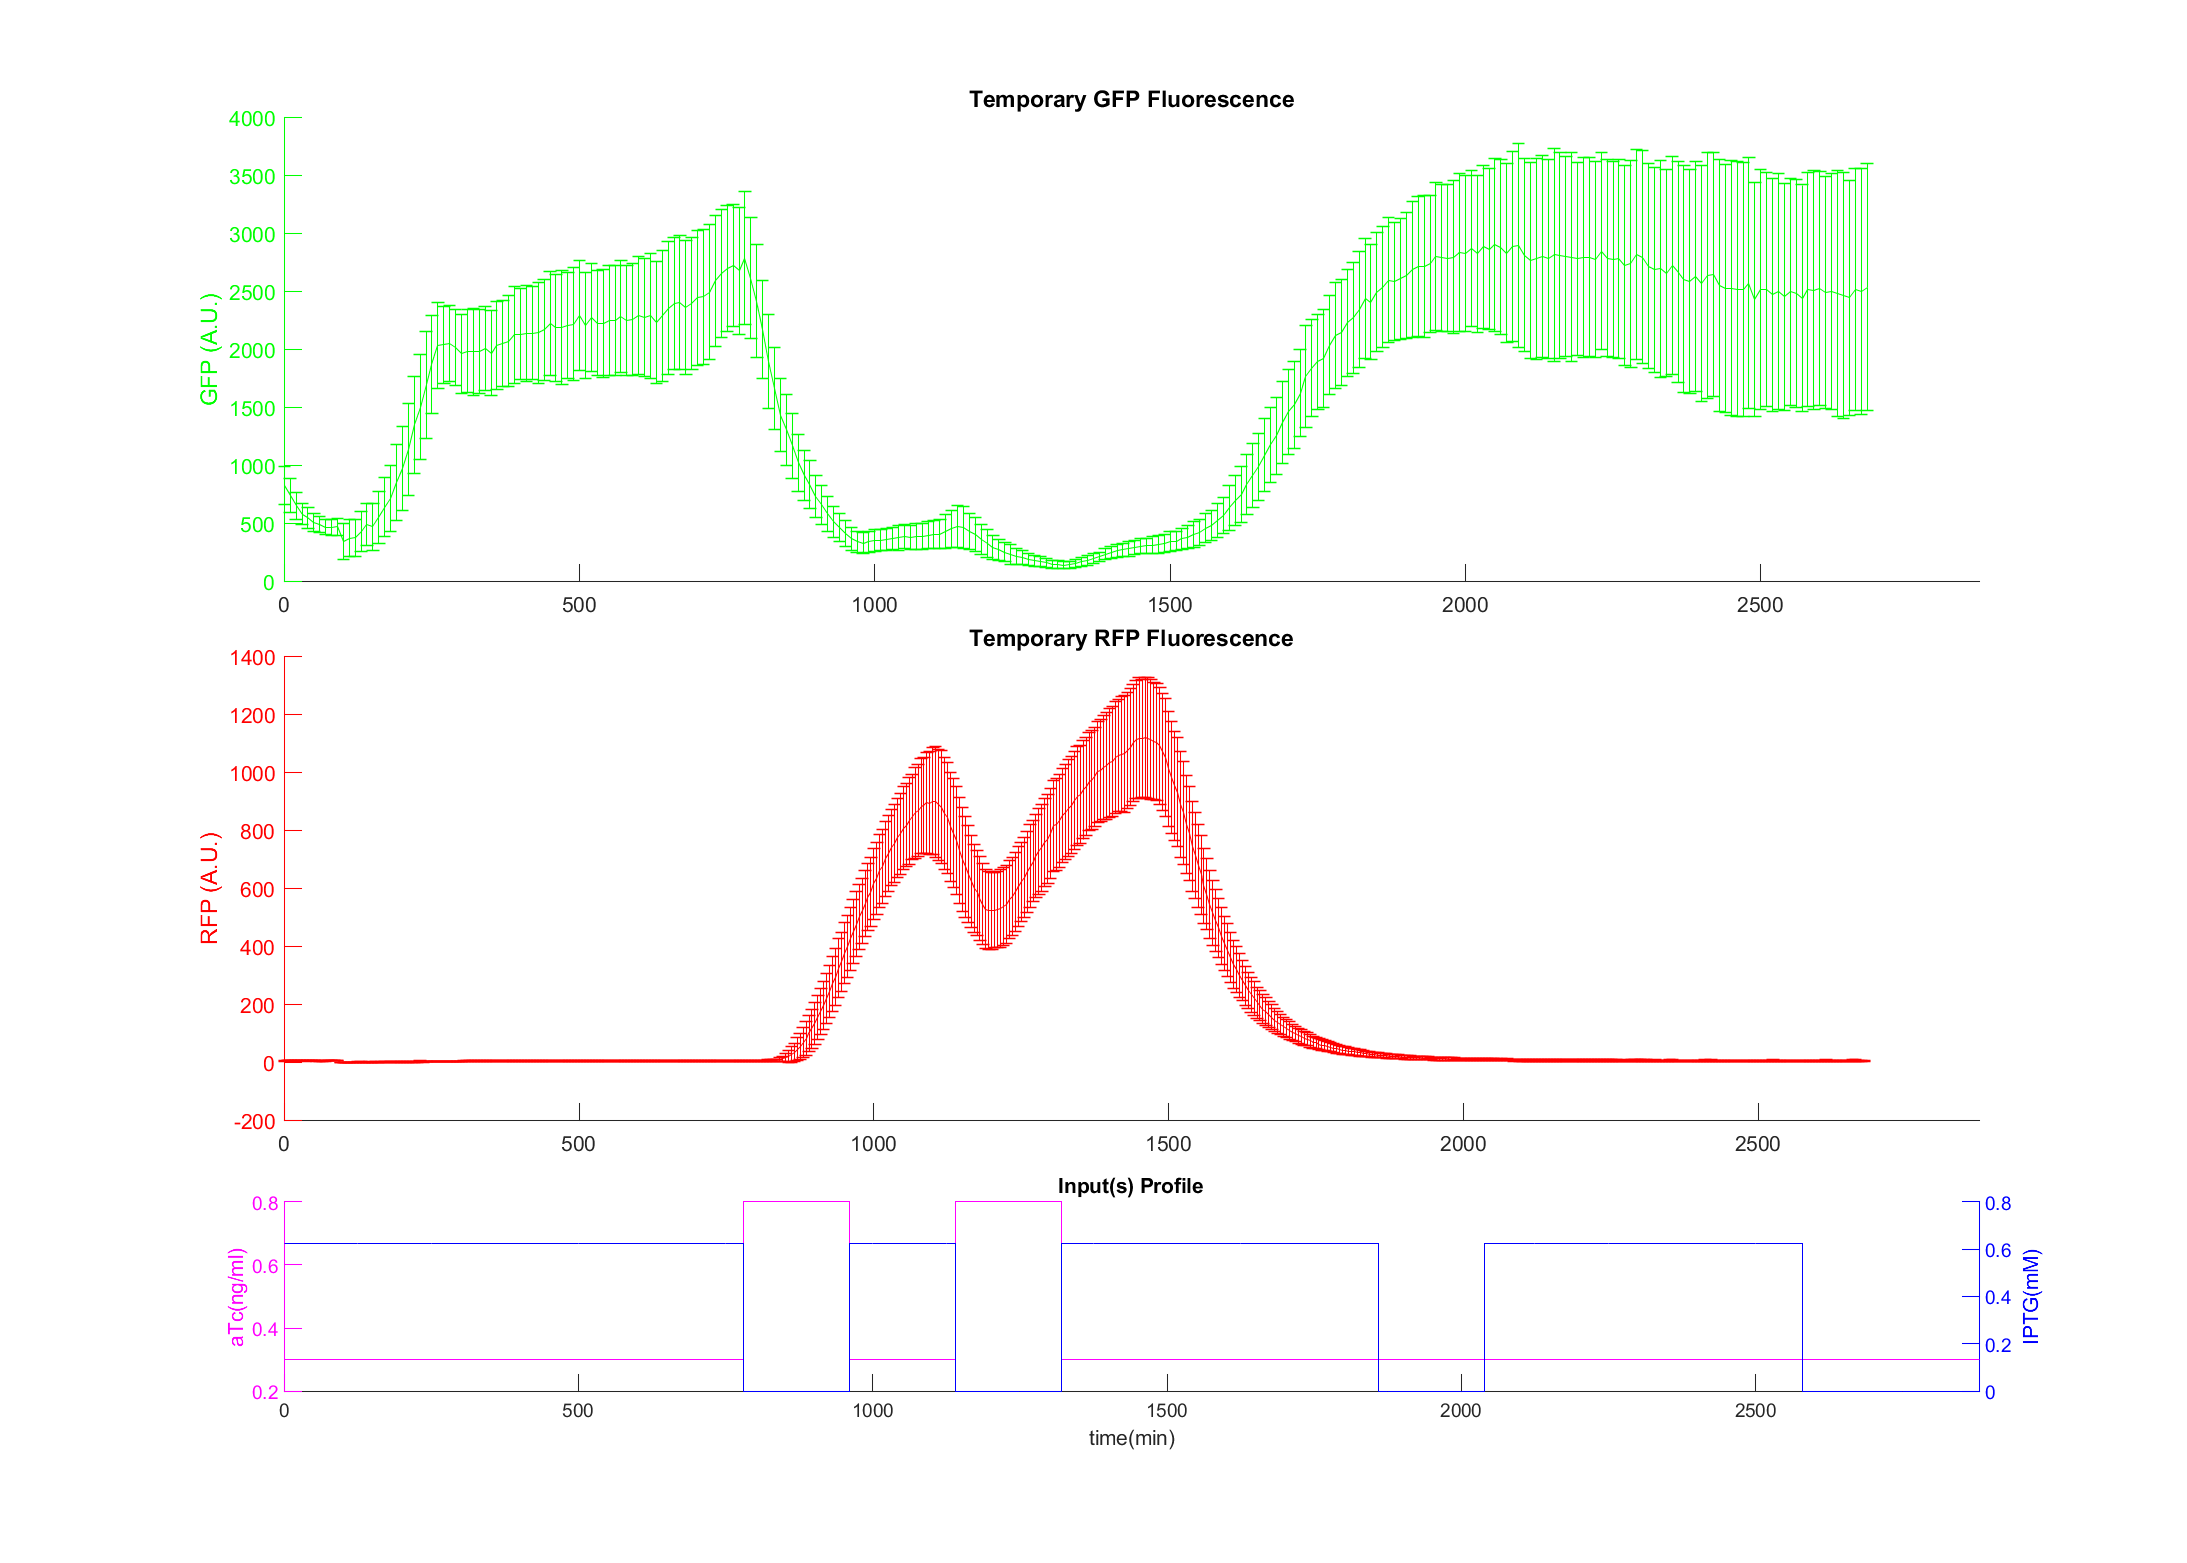 Temporary GFP Fluorescence
4000
3500
3000
2500
2000
1500
1000
500
0
GFP (A.U.)
0 500 1000 1500 2000 2500
Temporary RFP Fluorescence
1400
1200
1000
800
600
400
200
0
-200
RFP (A.U.)
0 500 1000 1500 2000 2500
Input(s) Profile
0.8
0.6
0.4
0.2
aTc(ng/ml)
0.8
0.6
0.4
0.2
0
IPTG(mM)
0 500 1000 1500 2000 2500
time(min)